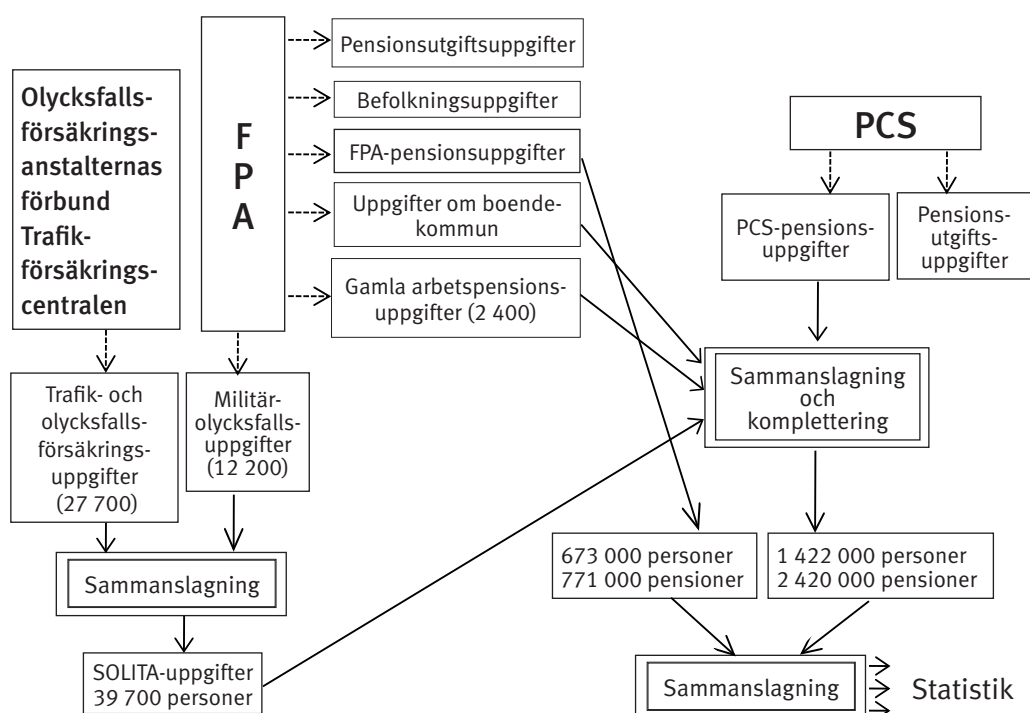 Olycksfalls-
försäkrings-
anstalternas
förbund
Trafik-
försäkrings-
centralen
F
P
A
Pensionsutgiftsuppgifter
Befolkningsuppgifter
FPA-pensionsuppgifter
Uppgifter om boende-
kommun
Gamla arbetspensions-
uppgifter (2 400)
PCS
PCS-pensions-
uppgifter
Pensions-
utgifts-
uppgifter
Trafik- och
olycksfalls-
försäkrings-
uppgifter
(27 700)
Militär-
olycksfalls-
uppgifter
(12 200)
Sammanslagning
och
komplettering
Sammanslagning
SOLITA-uppgifter
39 700 personer
673 000 personer
771 000 pensioner
1 422 000 personer
2 420 000 pensioner
Sammanslagning
Statistik